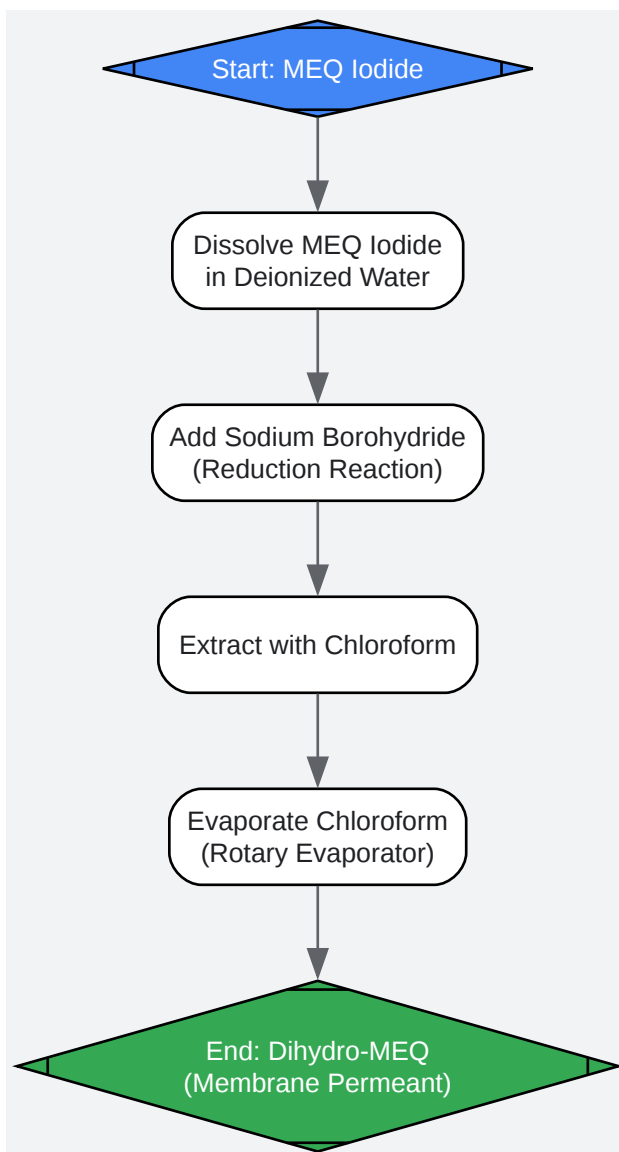 Start: MEQ Iodide
Dissolve MEQ Iodide
in Deionized Water
Add Sodium Borohydride
(Reduction Reaction)
Extract with Chloroform
Evaporate Chloroform
(Rotary Evaporator)
End: Dihydro-MEQ
(Membrane Permeant)